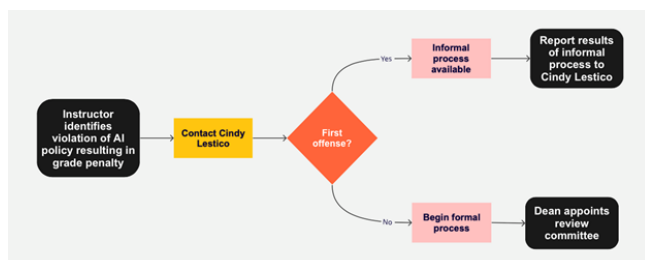 Instructor
identifies
violation of AI
policy resulting in
grade penalty
Contact Cindy
Lestico
First
offense?
Yes
Informal
process
available
Report results
of informal
process to
Cindy Lestico
No
Begin formal
process
Dean appoints
review
committee